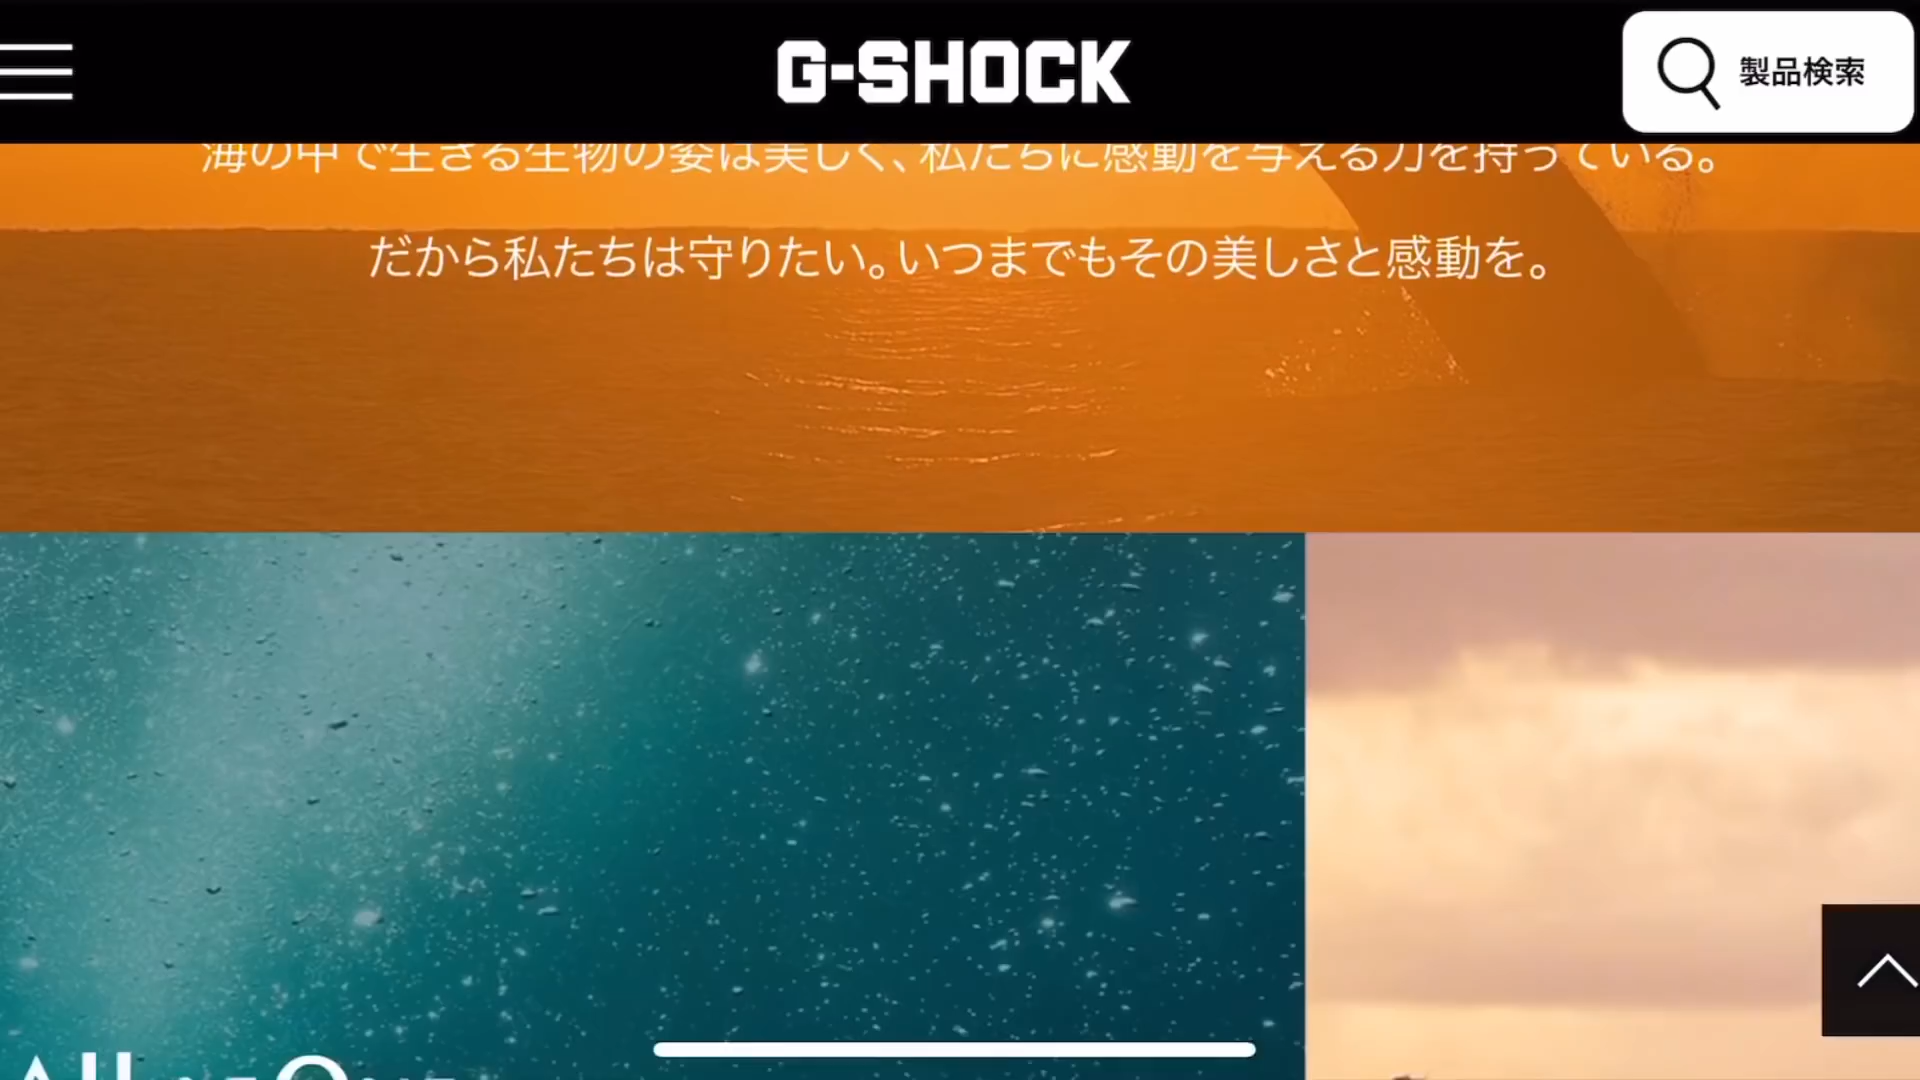 G-SHOCK
製品検索
海の中で生きる生物の姿は美しく、私たちに感動を与える力を持っている。
だから私たちは守りたい。いつまでもその美しさと感動を。